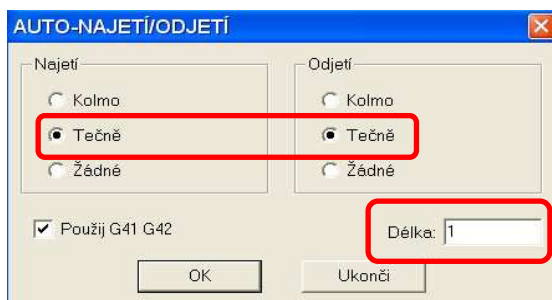 AUTO-NAJETÍ/ODJETÍ
Najetí
Odjetí
Kolmo
Kolmo
Tečně
Tečně
Žádné
Žádné
Použij G41 G42
Délka: 1
OK
Ukonči